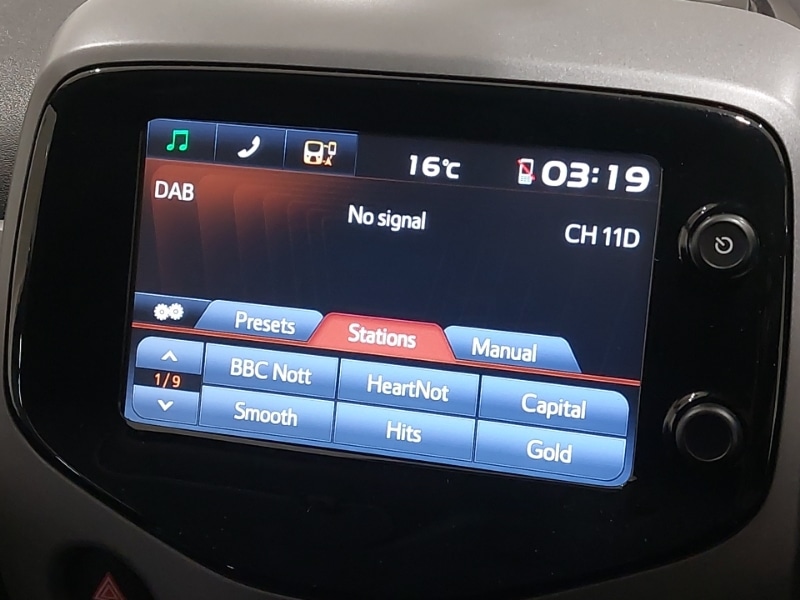 16°C 03:19
DAB
No signal
CH 11D
Presets Stations Manual
1/9
BBC Nott HeartNot Capital
Smooth Hits Gold